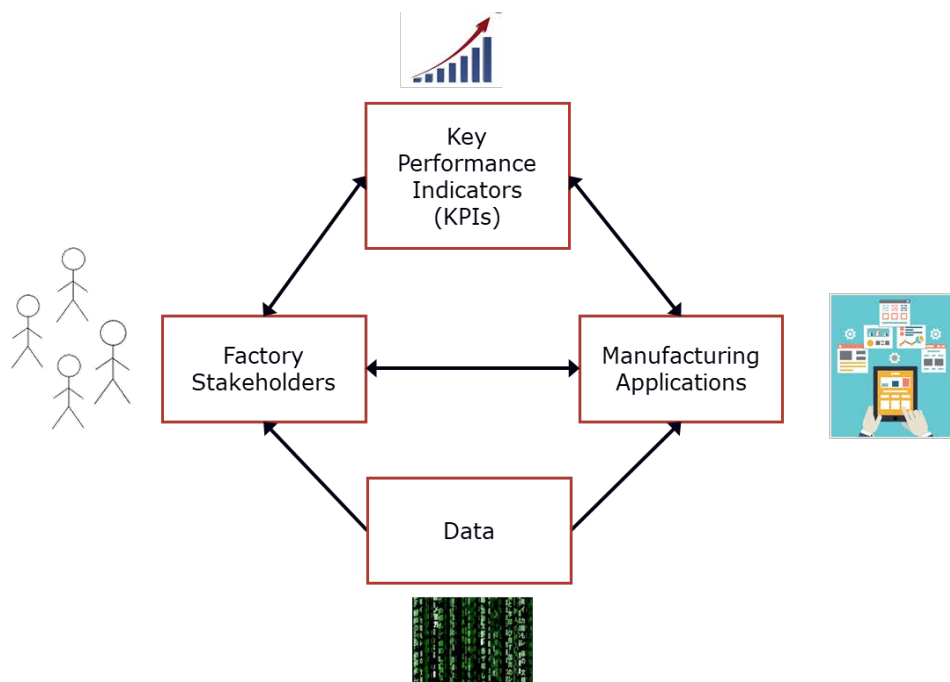 Key
Performance
Indicators
(KPIs)
Factory
Stakeholders
Manufacturing
Applications
Data